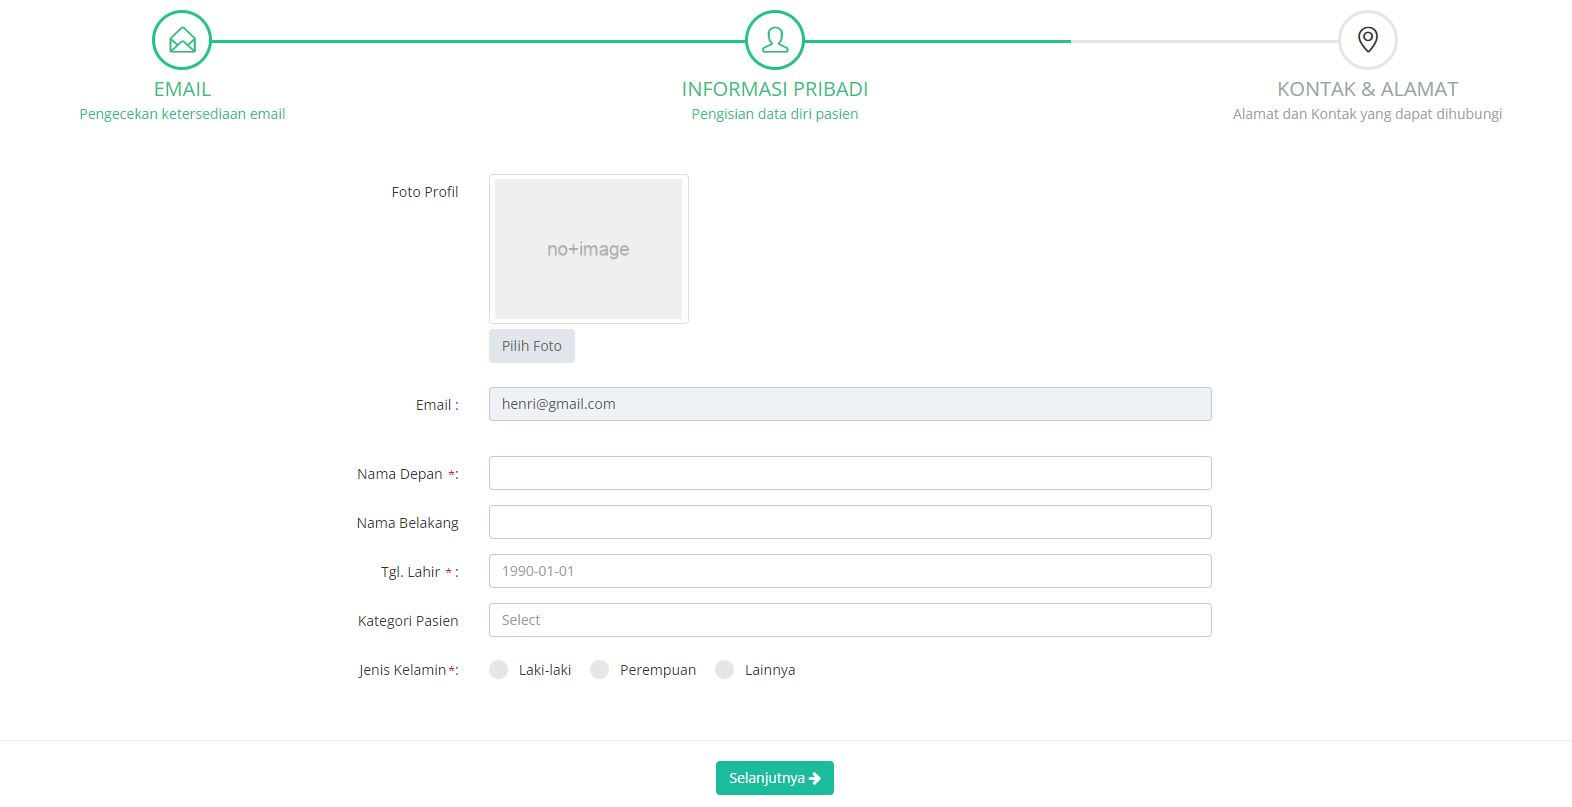 EMAIL
Pengecekan ketersediaan email
INFORMASI PRIBADI
Pengisian data diri pasien
KONTAK & ALAMAT
Alamat dan Kontak yang dapat dihubungi
Foto Profil
no+image
Pilih Foto
Email :
henri@gmail.com
Nama Depan *:
Nama Belakang
Tgl. Lahir * :
1990-01-01
Kategori Pasien
Select
Jenis Kelamin*:
Laki-laki
Perempuan
Lainnya
Selanjutnya